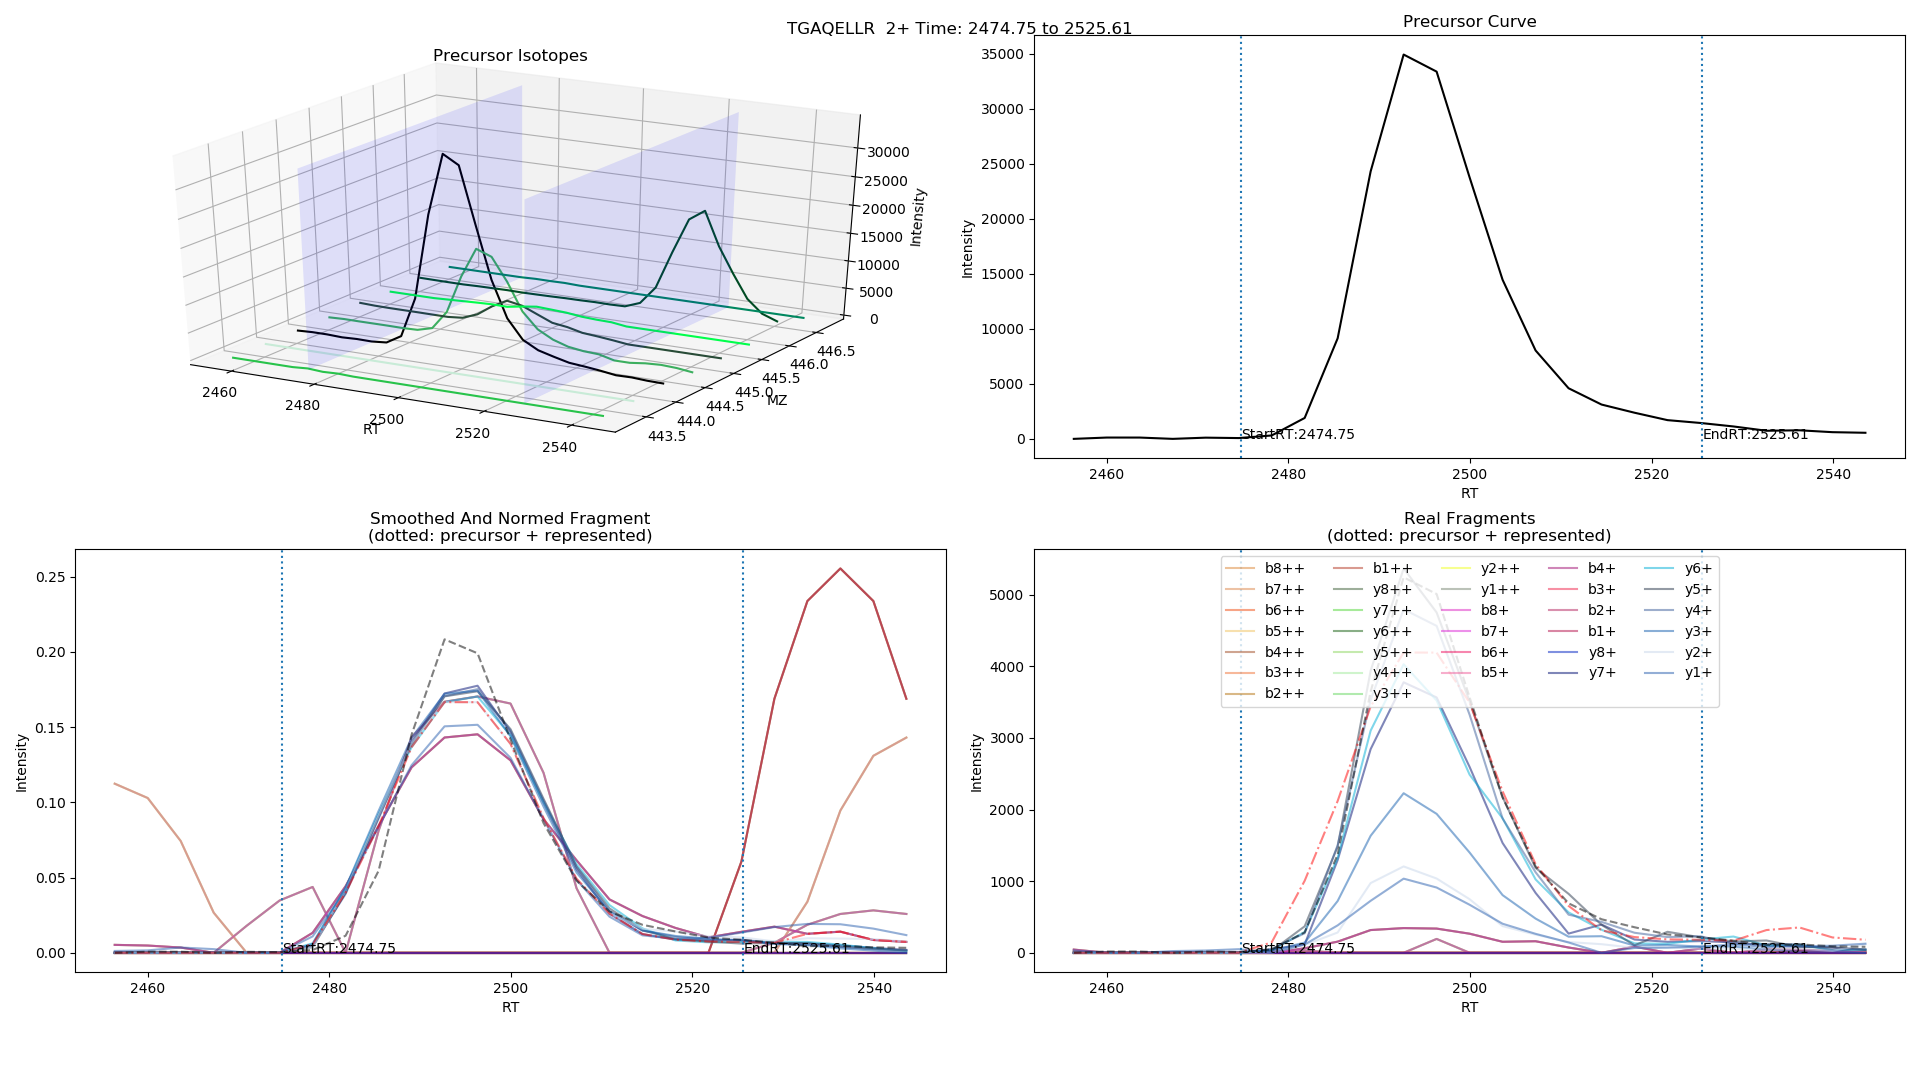 TGAQELLR  2+ Time: 2474.75 to 2525.61
Precursor Isotopes
30000
25000
20000
15000
10000
5000
0
Intensity
446.5
446.0
445.5
445.0
444.5
444.0
443.5
MZ
2460
2480
2500
2520
2540
RT
Precursor Curve
35000
30000
25000
20000
15000
10000
5000
0
Intensity
StartRT:2474.75
EndRT:2525.61
2460
2480
2500
2520
2540
RT
Smoothed And Normed Fragment
(dotted: precursor + represented)
0.25
0.20
0.15
0.10
0.05
0.00
Intensity
StartRT:2474.75
EndRT:2525.61
2460
2480
2500
2520
2540
RT
Real Fragments
(dotted: precursor + represented)
5000
4000
3000
2000
1000
0
Intensity
b8++
b7++
b6++
b5++
b4++
b3++
b2++
b1++
y8++
y7++
y6++
y5++
y4++
y3++
y2++
y1++
b8+
b7+
b6+
b5+
b4+
b3+
b2+
b1+
y8+
y7+
y6+
y5+
y4+
y3+
y2+
y1+
StartRT:2474.75
EndRT:2525.61
2460
2480
2500
2520
2540
RT